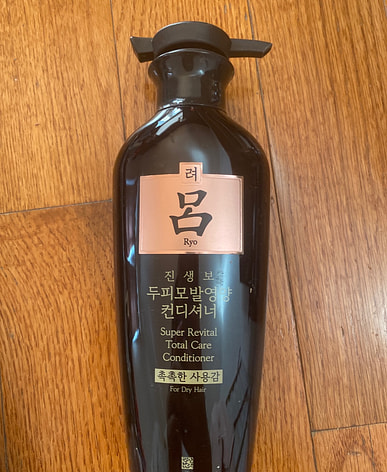 려
呂
Ryo
진생보
두피모발영양
컨디셔너
Super Revital
Total Care
Conditioner
촉촉한 사용감
For Dry Hair